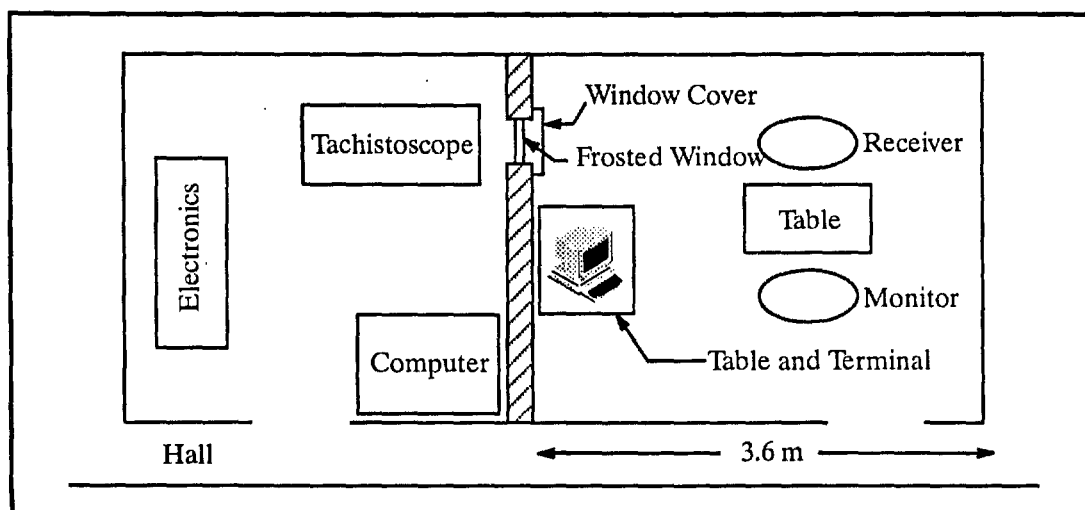 Window Cover
Tachistoscope
Frosted Window
Receiver
Electronics
Table
Monitor
Computer
Table and Terminal
Hall
3.6 m